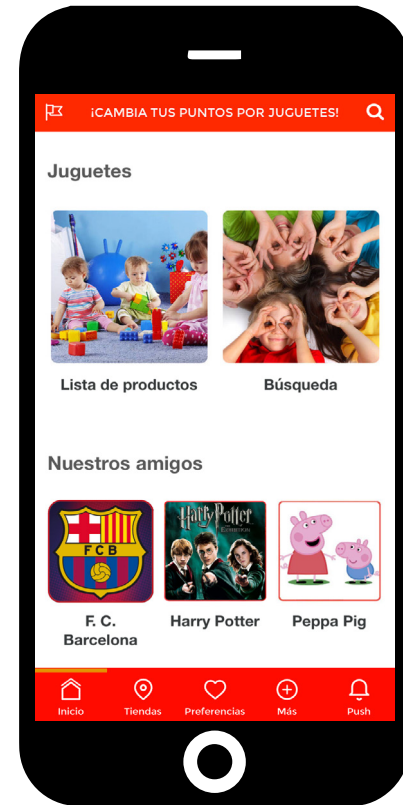 ¡CAMBIA TUS PUNTOS POR JUGUETES!
Juguetes
Lista de productos
Búsqueda
Nuestros amigos
FCB
Harry Potter
EXHIBITION
F. C.
Barcelona
Harry Potter
Peppa Pig
Inicio
Tiendas
Preferencias
Más
Push